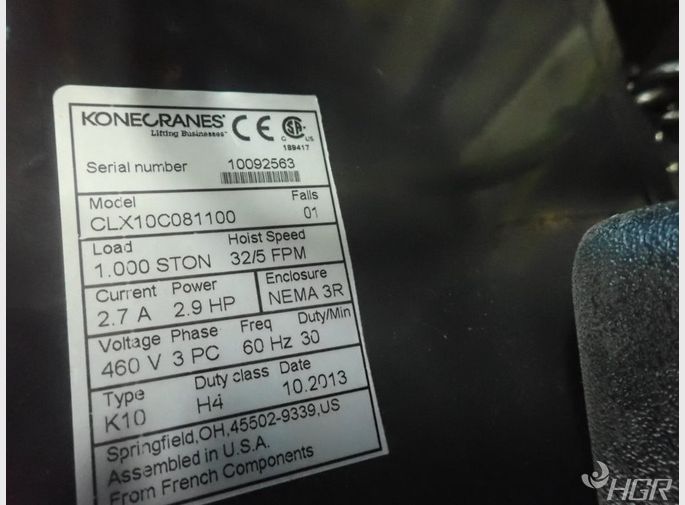 KONECRANES®
Lifting Businesses™
CE
SA
C US
189417
Serial number 10092563
Model Falls
CLX10C081100 01
Load Hoist Speed
1.000 STON 32/5 FPM
Current Power Enclosure
2.7 A 2.9 HP NEMA 3R
Voltage Phase Freq Duty/Min
460 V 3 PC 60 Hz 30
Type Duty class Date
K10 H4 10.2013
Springfield,OH,45502-9339,US
Assembled in U.S.A.
From French Components
HGR